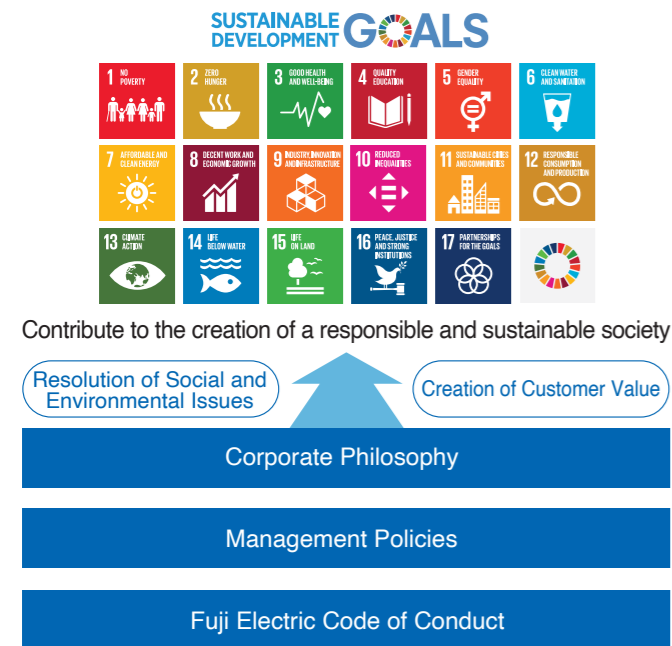 SUSTAINABLE
DEVELOPMENT
GOALS
1 NO
POVERTY
2 ZERO
HUNGER
3 GOOD HEALTH
AND WELL-BEING
4 QUALITY
EDUCATION
5 GENDER
EQUALITY
6 CLEAN WATER
AND SANITATION
7 AFFORDABLE AND
CLEAN ENERGY
8 DECENT WORK AND
ECONOMIC GROWTH
9 INDUSTRY, INNOVATION
AND INFRASTRUCTURE
10 REDUCED
INEQUALITIES
11 SUSTAINABLE CITIES
AND COMMUNITIES
12 RESPONSIBLE
CONSUMPTION
AND PRODUCTION
13 CLIMATE
ACTION
14 LIFE
BELOW WATER
15 LIFE
ON LAND
16 PEACE, JUSTICE
AND STRONG
INSTITUTIONS
17 PARTNERSHIPS
FOR THE GOALS
Contribute to the creation of a responsible and sustainable society
Resolution of Social and
Environmental Issues
Creation of Customer Value
Corporate Philosophy
Management Policies
Fuji Electric Code of Conduct